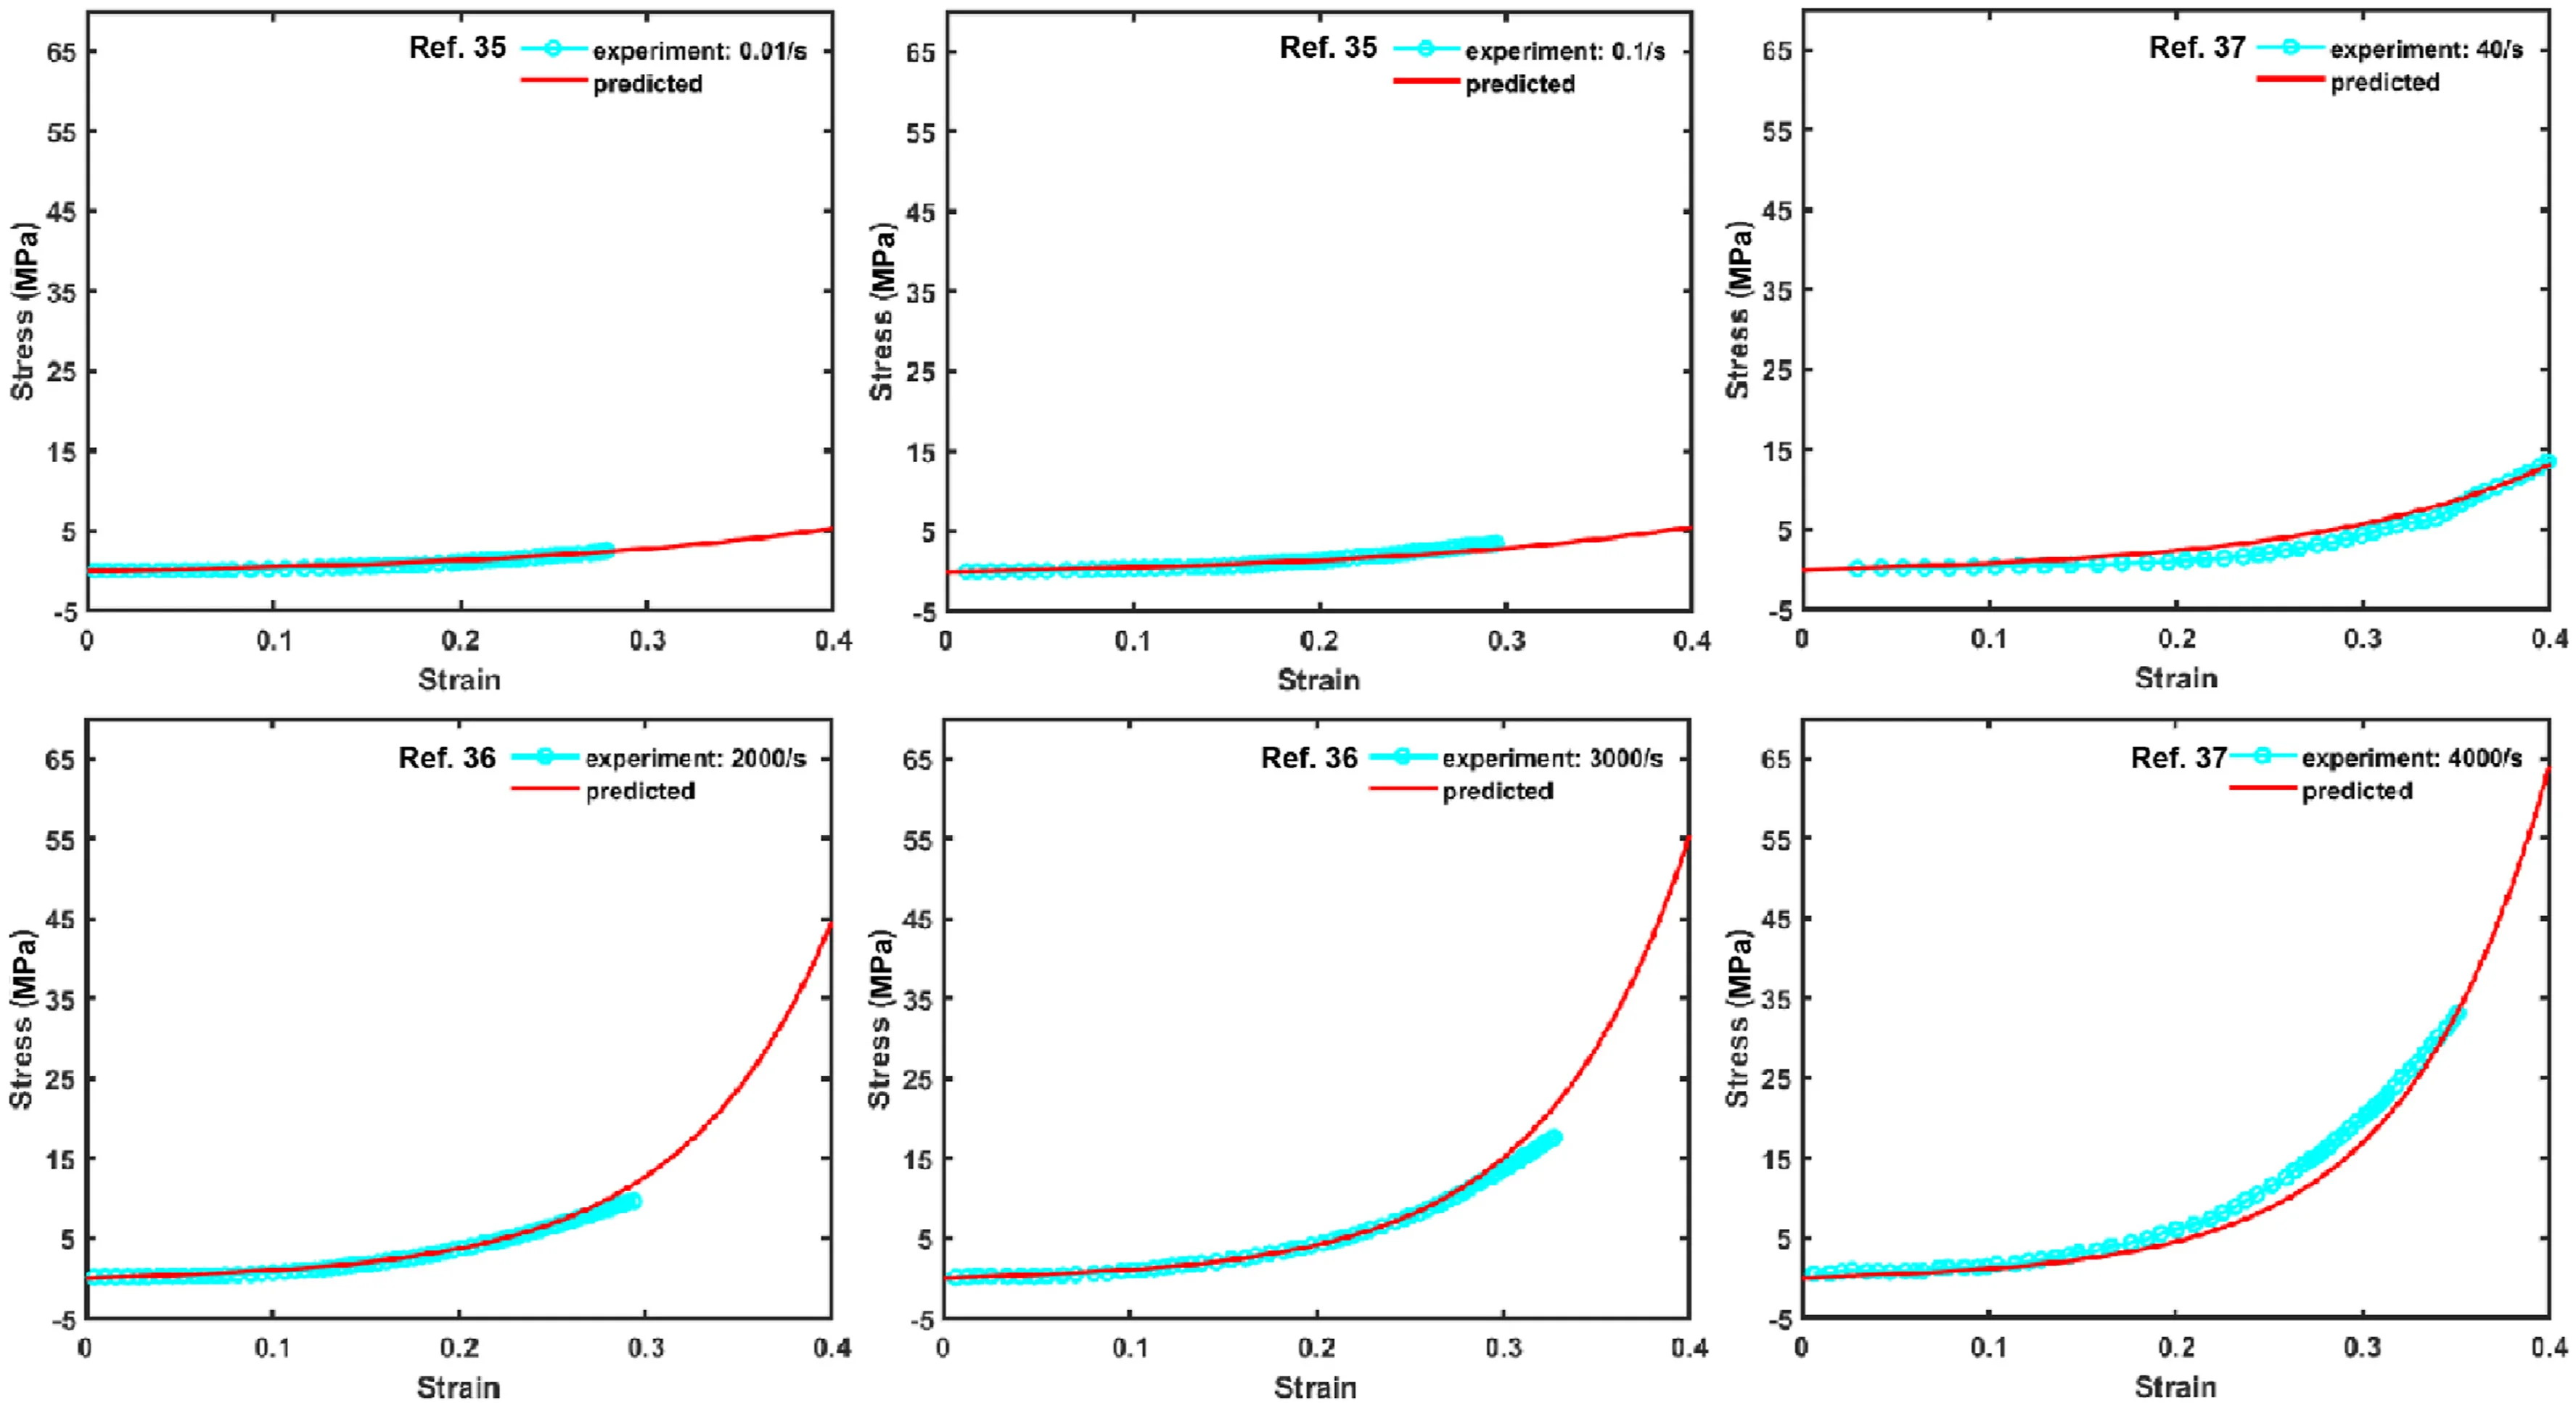 Ref. 35 experiment: 0.01/s
predicted
65
55
45
35
25
15
5
-5
0 0.1 0.2 0.3 0.4
Strain
Stress (MPa)
Ref. 35 experiment: 0.1/s
predicted
65
55
45
35
25
15
5
-5
0 0.1 0.2 0.3 0.4
Strain
Stress (MPa)
Ref. 37 experiment: 40/s
predicted
65
55
45
35
25
15
5
-5
0 0.1 0.2 0.3 0.4
Strain
Stress (MPa)
Ref. 36 experiment: 2000/s
predicted
65
55
45
35
25
15
5
-5
0 0.1 0.2 0.3 0.4
Strain
Stress (MPa)
Ref. 36 experiment: 3000/s
predicted
65
55
45
35
25
15
5
-5
0 0.1 0.2 0.3 0.4
Strain
Stress (MPa)
Ref. 37 experiment: 4000/s
predicted
65
55
45
35
25
15
5
-5
0 0.1 0.2 0.3 0.4
Strain
Stress (MPa)